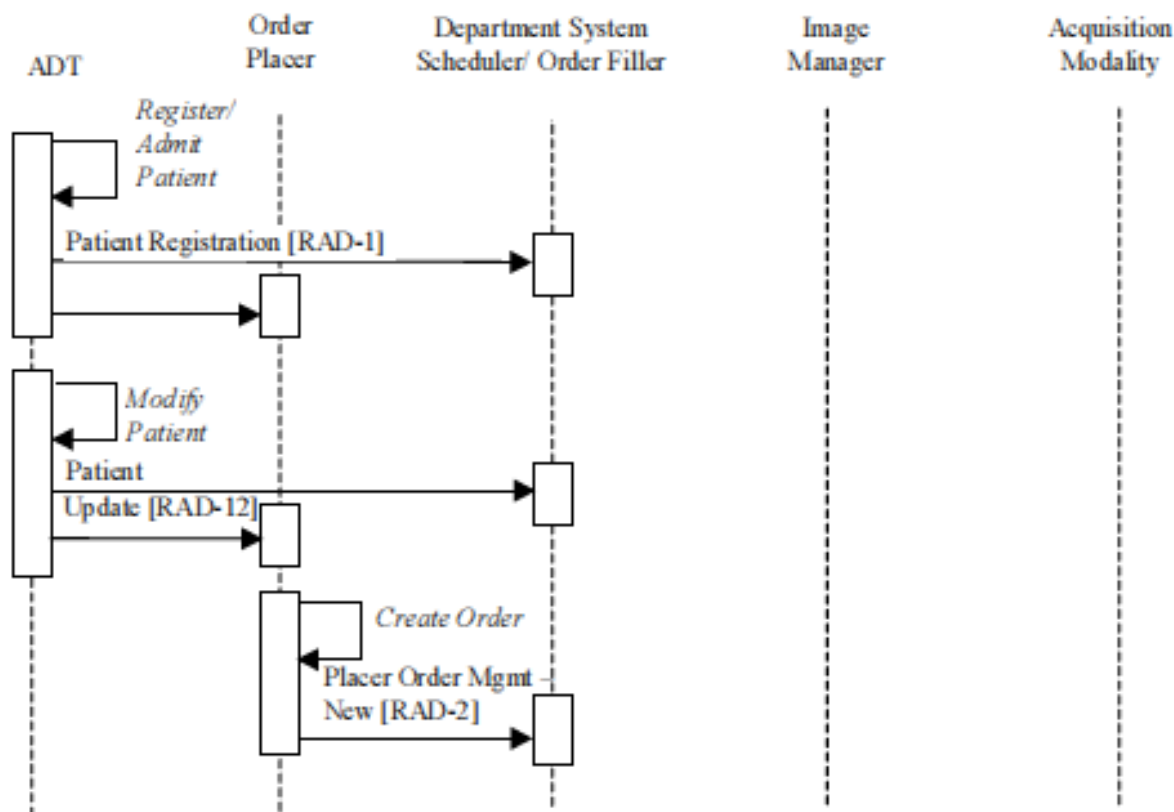 ADT
Order
Placer
Department System
Scheduler/ Order Filler
Image
Manager
Acquisition
Modality
Register/
Admit
Patient
Patient Registration [RAD-1]
Modify
Patient
Patient
Update [RAD-12]
Create Order
Placer Order Mgmt –
New [RAD-2]